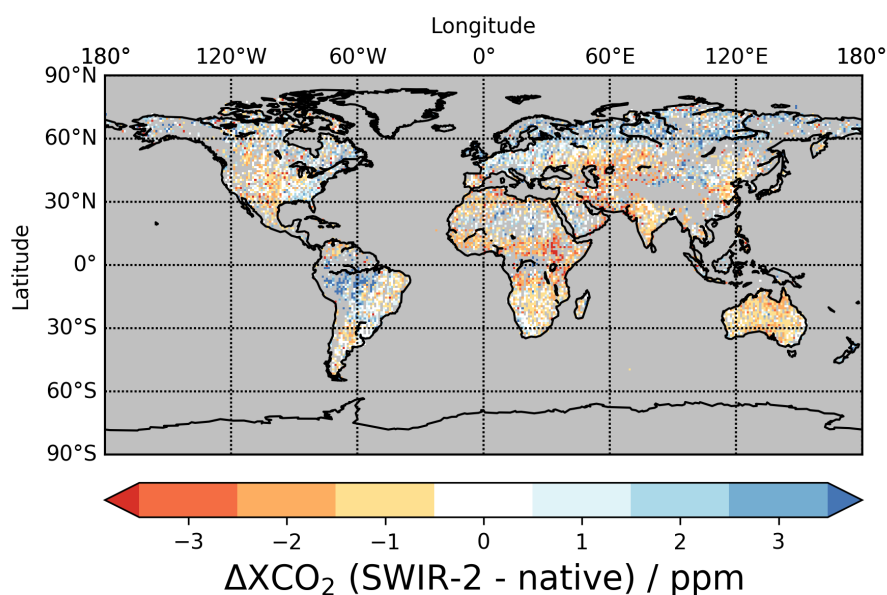 Longitude
180° 120°W 60°W 0° 60°E 120°E 180°
90°N
60°N
30°N
0°
30°S
60°S
90°S
Latitude
−3 −2 −1 0 1 2 3
ΔXCO₂ (SWIR-2 - native) / ppm